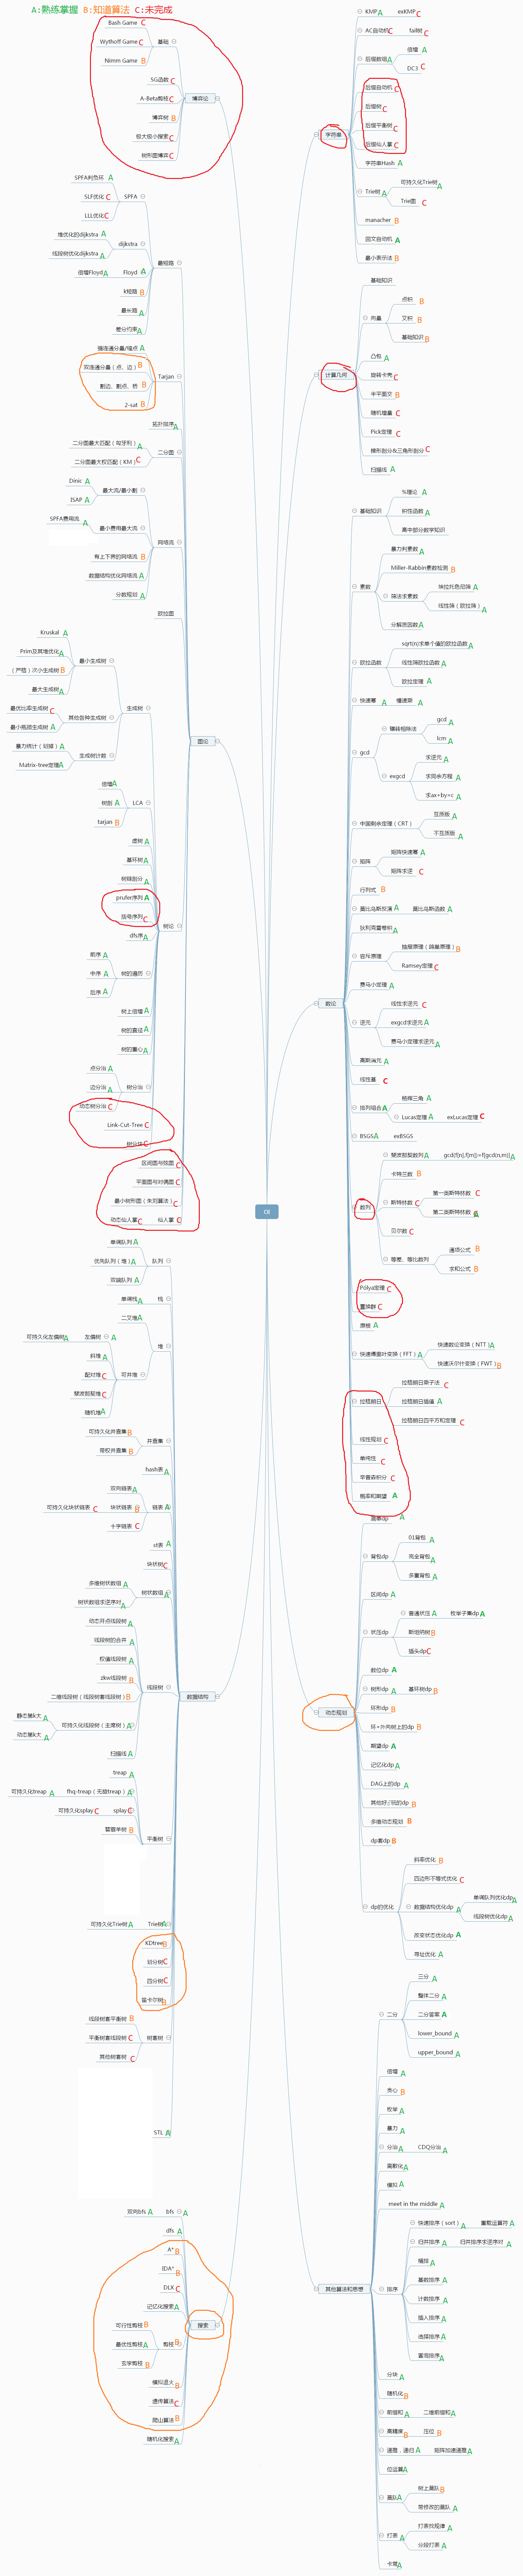 A:熟练掌握 B:知道算法 C:未完成
OI
博弈论
基础
Bash Game C
Wythoff Game C
Nimm Game B
SG函数 C
A-Beta剪枝 C
博弈树 B
极大极小搜索 C
树形图博弈 C
图论
最短路
SPFA
SPFA判负环 A
SLF优化 C
LLL优化 C
dijkstra
堆优化的dijkstra A
线段树优化dijkstra A
Floyd A
倍增Floyd A
k短路 B
最长路 A
差分约束 A
Tarjan
强连通分量/缩点 A
双连通分量（点、边） B
割边、割点、桥 B
2-sat B
拓扑排序 A
二分图
二分图最大匹配（匈牙利） A
二分图最大权匹配（KM） C
网络流
最大流/最小割
Dinic A
ISAP A
最小费用最大流
SPFA费用流 A
有上下界的网络流 B
数据结构优化网络流 A
分数规划 A
欧拉图
树论
生成树
最小生成树
Kruskal A
Prim及其堆优化 A
（严格）次小生成树 B
最大生成树 A
其他各种生成树
最优比率生成树 C
最小瓶颈生成树 A
生成树计数
暴力统计（缩掉） A
Matrix-tree定理 A
LCA
倍增 A
树剖 A
tarjan B
虚树 A
基环树 A
树链剖分 A
prufer序列 A
括号序列 C
dfs序 A
树的遍历
前序 A
中序 A
后序 A
树上倍增 A
树的直径 A
树的重心 A
树分治
点分治 A
边分治 A
动态树分治 C
Link-Cut-Tree C
树分块 C
区间图与弦图 C
平面图与对偶图 C
最小树形图（朱刘算法） C
仙人掌 C
动态仙人掌 C
数据结构
队列
单调队列 A
优先队列（堆） A
双端队列 A
栈
单调栈 A
堆
二叉堆 A
可并堆
左偏树 A
可持久化左偏树 A
斜堆 A
配对堆 C
斐波那契堆 C
随机堆 A
并查集
可持久化并查集 B
带权并查集 B
hash表 A
链表 A
双向链表 A
块状链表 B
可持久化块状链表 C
十字链表 C
st表 A
块状树 C
树状数组 A
多维树状数组 A
树状数组求逆序对 A
线段树
动态开点线段树 A
线段树的合并 A
权值线段树 A
zkw线段树 B
二维线段树（线段树套线段树） B
可持久化线段树（主席树） A
静态第k大 A
动态第k大 A
扫描线 A
平衡树
treap A
fhq-treap（无旋treap） A
可持久化treap A
splay C
可持久化splay C
替罪羊树 B
Trie树 A
可持久化Trie树 A
KDtree B
划分树 C
四分树 C
笛卡尔树 B
树套树
线段树套平衡树 B
平衡树套线段树 C
其他树套树 C
STL A
搜索
bfs A
双向bfs A
dfs A
A* B
IDA* B
DLX C
记忆化搜索 A
剪枝 B
可行性剪枝 B
最优性剪枝 A
玄学剪枝 B
模拟退火 B
遗传算法 C
爬山算法 B
随机化搜索 A
字符串
KMP A
exKMP C
AC自动机 C
fail树 C
后缀数组 A
倍增 A
DC3 C
后缀自动机 C
后缀树 C
后缀平衡树 C
后缀仙人掌 C
字符串Hash A
Trie树 A
可持久化Trie树 A
Trie图 C
manacher B
回文自动机 A
最小表示法 B
计算几何
基础知识
向量
点积 B
叉积 B
基础知识 B
凸包 A
旋转卡壳 C
半平面交 B
随机增量 C
Pick定理 C
梯形剖分&三角形剖分 C
扫描线 A
数论
基础知识
%理论 A
积性函数 A
高中部分数学知识
素数
暴力判素数 A
Miller-Rabbin素数检测 B
筛法求素数
埃拉托色尼筛 A
线性筛（欧拉筛） A
分解质因数 A
欧拉函数
sqrt(n)求单个值的欧拉函数 A
线性筛欧拉函数 A
欧拉定理 A
快速幂 A
慢速乘 A
gcd
辗转相除法
gcd A
lcm A
exgcd
求逆元 A
求同余方程 A
求ax+by=c A
中国剩余定理（CRT）
互质版 A
不互质版 A
矩阵
矩阵快速幂 A
矩阵求逆 C
行列式 B
莫比乌斯反演 A
莫比乌斯函数 A
狄利克雷卷积 A
容斥原理
抽屉原理（鸽巢原理） B
Ramsey定理 C
费马小定理 A
逆元
线性求逆元 C
exgcd求逆元 A
费马小定理求逆元 A
高斯消元 A
线性基 C
排列组合 A
杨辉三角 A
Lucas定理 A
exLucas定理 C
BSGS A
exBSGS
数列
斐波那契数列 A
gcd(f[n],f[m])=f[gcd(n,m)] A
卡特兰数 B
斯特林数 C
第一类斯特林数 C
第二类斯特林数
贝尔数 C
等差、等比数列
通项公式 B
求和公式 B
Pólya定理 C
置换群 C
原根 A
快速傅里叶变换（FFT） A
快速数论变换（NTT） A
快速沃尔什变换（FWT） B
拉格朗日
拉格朗日乘子法 C
拉格朗日插值 A
拉格朗日四平方和定理 C
线性规划 C
单纯性 C
辛普森积分 C
概率和期望 A
动态规划
简单dp A
背包dp
01背包 A
完全背包 A
多重背包 A
区间dp A
状压dp
普通状压 A
枚举子集dp A
斯坦纳树 B
插头dp C
数位dp A
树形dp A
基环树dp B
环形dp B
环+外向树上的dp B
期望dp A
记忆化dp A
DAG上的dp A
其他好♂玩的dp B
多维动态规划 B
dp套dp B
dp的优化
斜率优化 B
四边形不等式优化 C
数据结构优化dp
单调队列优化dp A
线段树优化dp A
改变状态优化dp A
寻址优化 A
其他算法和思想
二分
三分 A
整体二分 A
二分答案 A
lower_bound A
upper_bound A
倍增 A
贪心 B
枚举 A
暴力 A
分治 A
CDQ分治 A
离散化 A
模拟 A
meet in the middle A
排序
快速排序（sort） A
重载运算符 A
归并排序 A
归并排序求逆序对 A
桶排 A
基数排序 A
计数排序 A
插入排序 A
选择排序 A
冒泡排序 A
分块 A
随机化 B
前缀和 A
二维前缀和 A
高精度 B
压位 B
递推，递归 A
矩阵加速递推 A
位运算 A
莫队 A
树上莫队 B
带修改的莫队 A
打表 A
打表找规律 A
分段打表 A
卡常 A